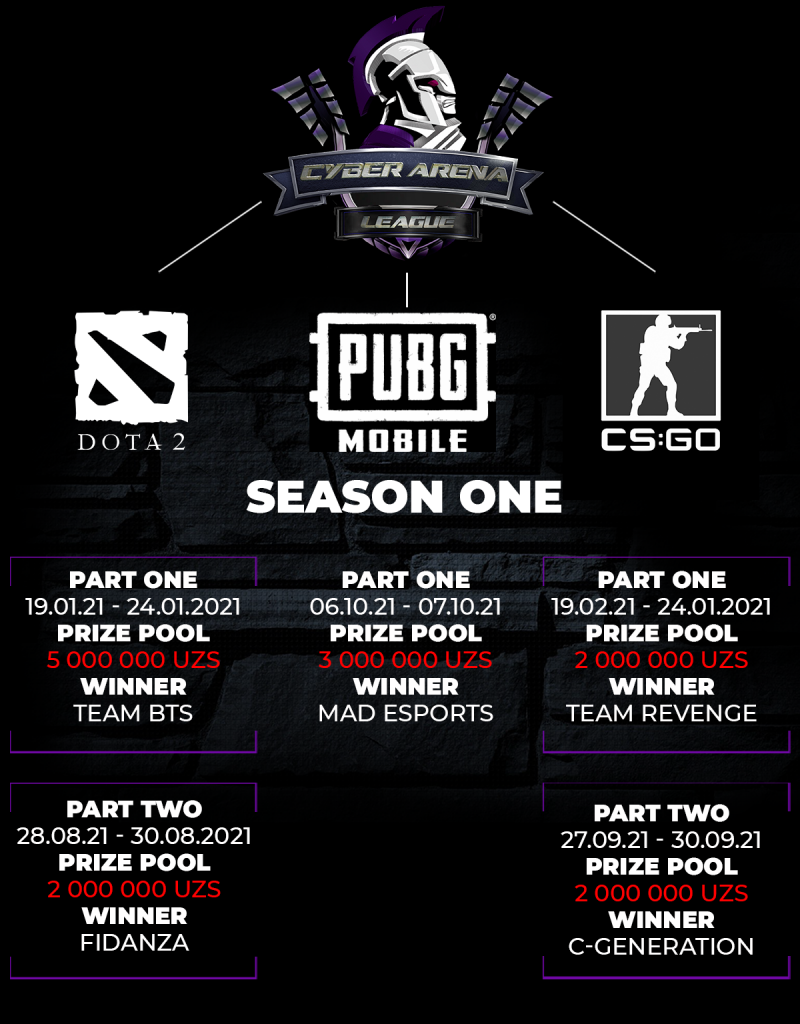 CYBER ARENA
LEAGUE
DOTA 2
PUBG
®
MOBILE
CS:GO
SEASON ONE
PART ONE
19.01.21 - 24.01.2021
PRIZE POOL
5 000 000 UZS
WINNER
TEAM BTS
PART ONE
06.10.21 - 07.10.21
PRIZE POOL
3 000 000 UZS
WINNER
MAD ESPORTS
PART ONE
19.02.21 - 24.01.2021
PRIZE POOL
2 000 000 UZS
WINNER
TEAM REVENGE
PART TWO
28.08.21 - 30.08.2021
PRIZE POOL
2 000 000 UZS
WINNER
FIDANZA
PART TWO
27.09.21 - 30.09.21
PRIZE POOL
2 000 000 UZS
WINNER
C-GENERATION